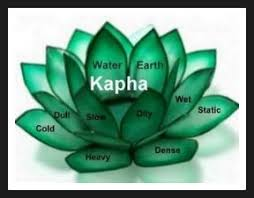 Water Earth
Kapha
Wet
Static
Dull
Slow
Oily
Cold
Heavy
Dense